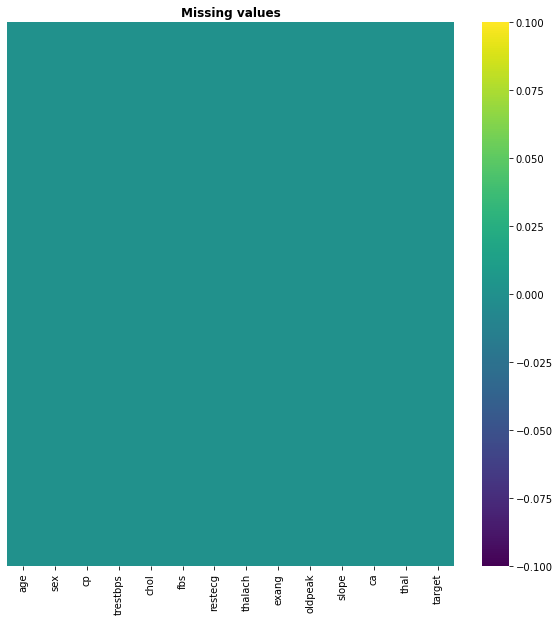 Missing values
0.100
0.075
0.050
0.025
0.000
−0.025
−0.050
−0.075
−0.100
age
sex
cp
trestbps
chol
fbs
restecg
thalach
exang
oldpeak
slope
ca
thal
target